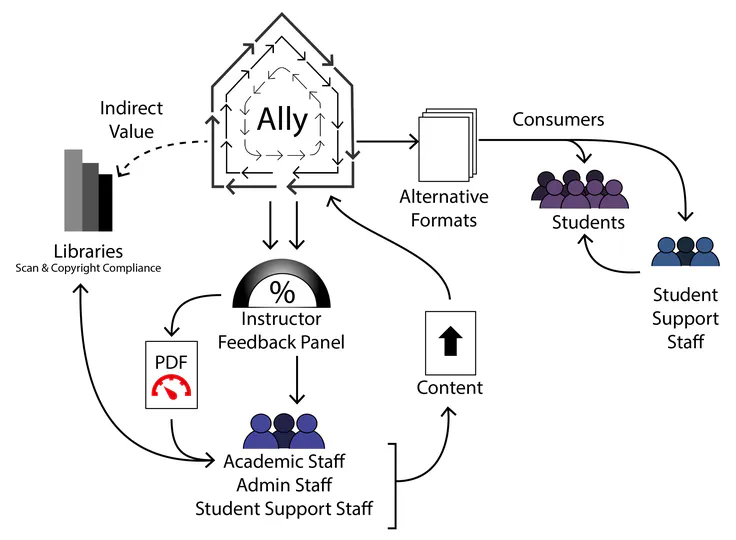 Indirect
Value
Ally
Consumers
Alternative
Formats
Students
Libraries
Scan & Copyright Compliance
%
Instructor
Feedback Panel
Student
Support
Staff
PDF
Content
Academic Staff
Admin Staff
Student Support Staff